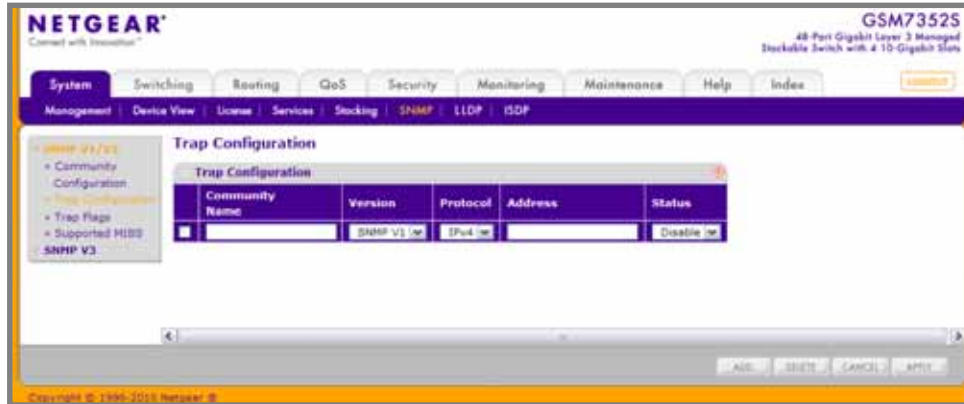 NETGEAR®
Connect with Innovation™
GSM7352S
48-Port Gigabit Layer 3 Managed
Stackable Switch with 4 10-Gigabit Slots
System Switching Routing QoS Security Monitoring Maintenance Help Index LOGOUT
Management Device View License Services Stacking SNMP LLDP ISDP
SNMP V1/V2
Community Configuration
Trap Configuration
Trap Flags
Supported MIBS
SNMP V3
Trap Configuration
Trap Configuration
Community Name Version Protocol Address Status
SNMP V1 IPv4 Disable
ADD DELETE CANCEL APPLY
Copyright © 1996-2010 Netgear ®